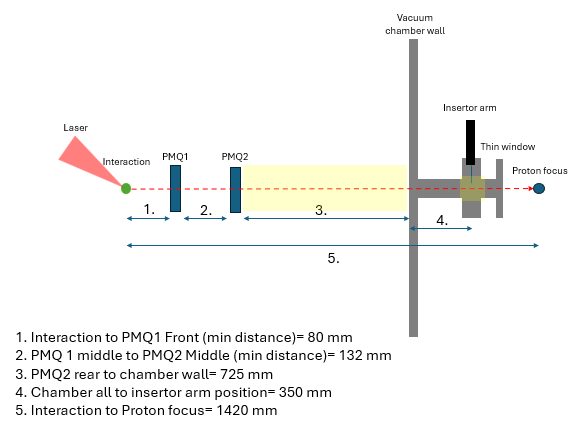 Vacuum
chamber wall
Insertor arm
Laser
Thin window
Interaction
PMQ1
PMQ2
Proton focus
1.
2.
3.
4.
5.
1. Interaction to PMQ1 Front (min distance)= 80 mm
2. PMQ 1 middle to PMQ2 Middle (min distance)= 132 mm
3. PMQ2 rear to chamber wall= 725 mm
4. Chamber all to insertor arm position= 350 mm
5. Interaction to Proton focus= 1420 mm